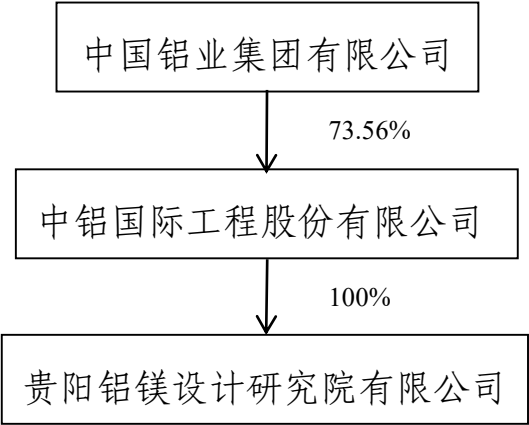 中国铝业集团有限公司
73.56%
中铝国际工程股份有限公司
100%
贵阳铝镁设计研究院有限公司